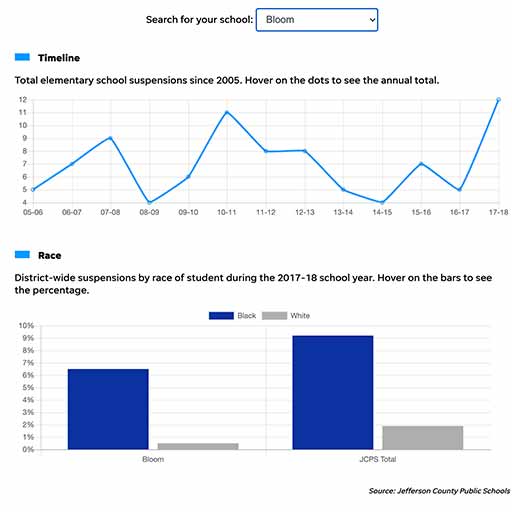 Search for your school: Bloom
Timeline
Total elementary school suspensions since 2005. Hover on the dots to see the annual total.
12
11
10
9
8
7
6
5
4
05-06 06-07 07-08 08-09 09-10 10-11 11-12 12-13 13-14 14-15 15-16 16-17 17-18
Race
District-wide suspensions by race of student during the 2017-18 school year. Hover on the bars to see
the percentage.
Black White
10%
9%
8%
7%
6%
5%
4%
3%
2%
1%
0%
Bloom JCPS Total
Source: Jefferson County Public Schools